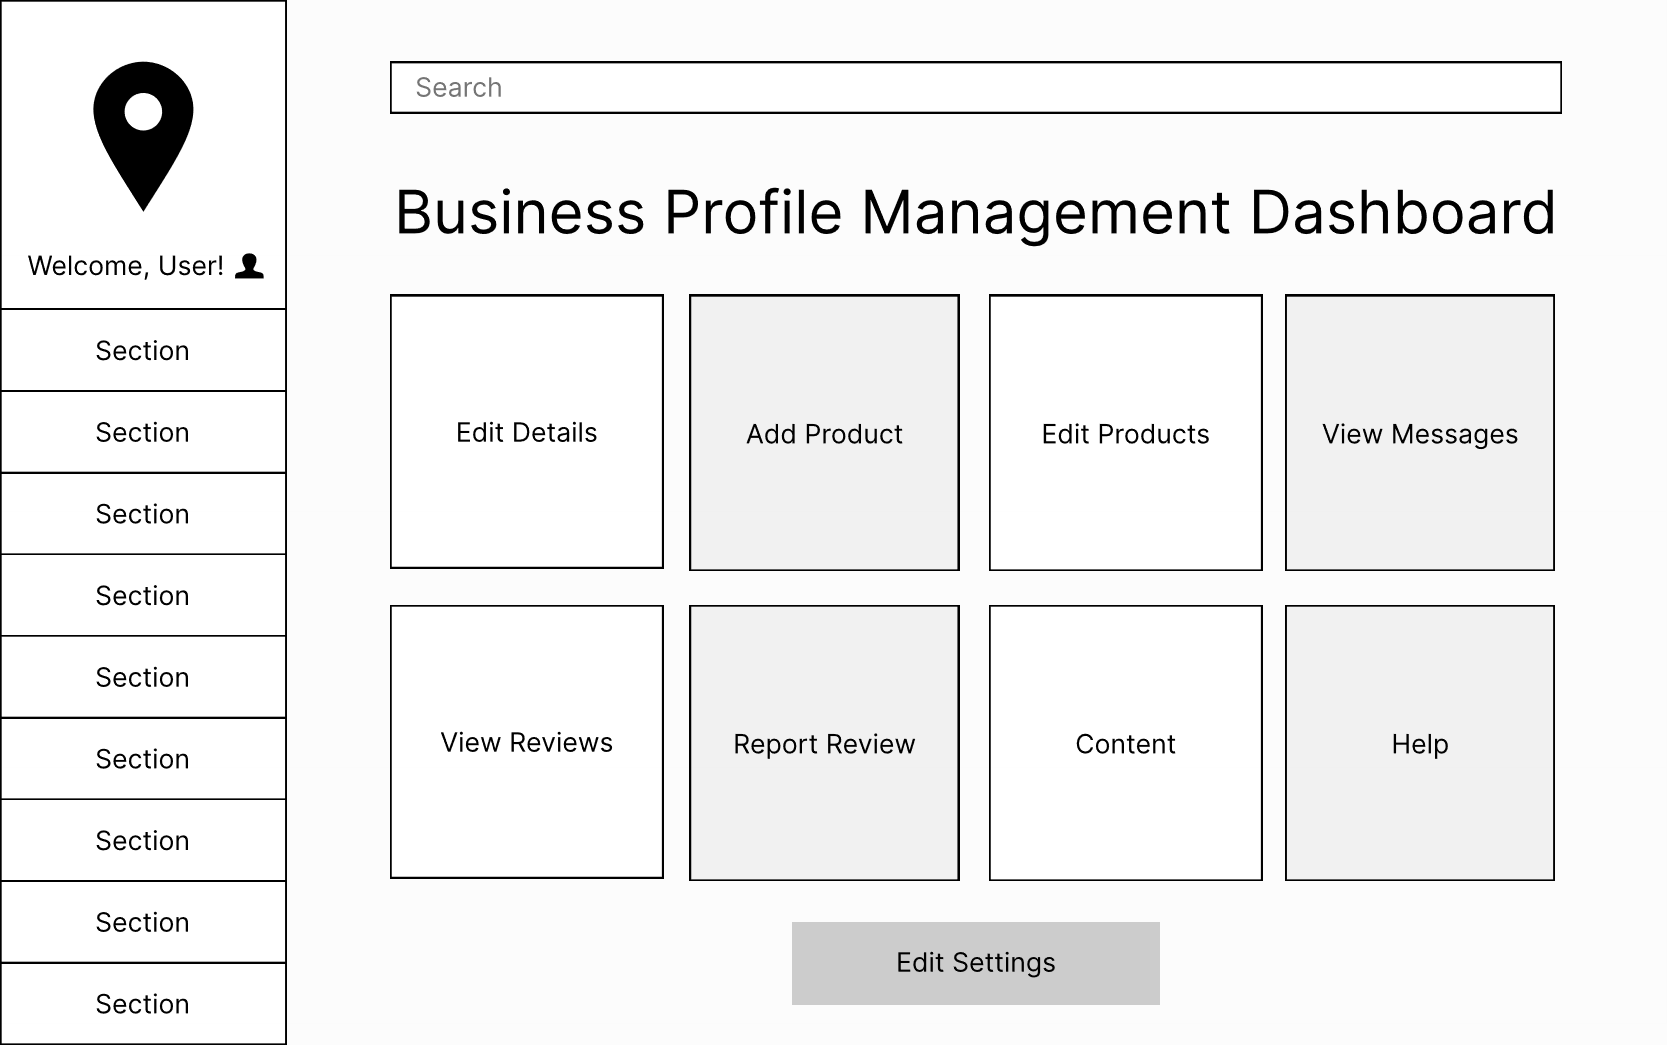 Welcome, User!
Section
Section
Section
Section
Section
Section
Section
Section
Section
Search
Business Profile Management Dashboard
Edit Details
Add Product
Edit Products
View Messages
View Reviews
Report Review
Content
Help
Edit Settings